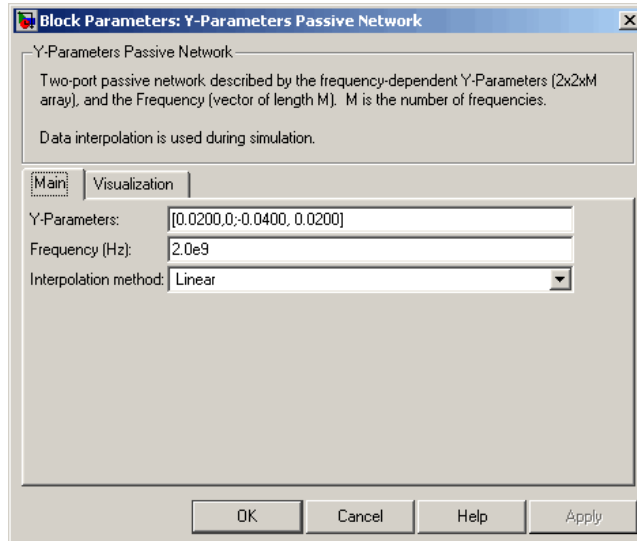 Block Parameters: Y-Parameters Passive Network
Y-Parameters Passive Network
Two-port passive network described by the frequency-dependent Y-Parameters (2x2xM
array), and the Frequency (vector of length M). M is the number of frequencies.
Data interpolation is used during simulation.
Main Visualization
Y-Parameters: [0.0200,0;-0.0400, 0.0200]
Frequency (Hz): 2.0e9
Interpolation method: Linear
OK Cancel Help Apply